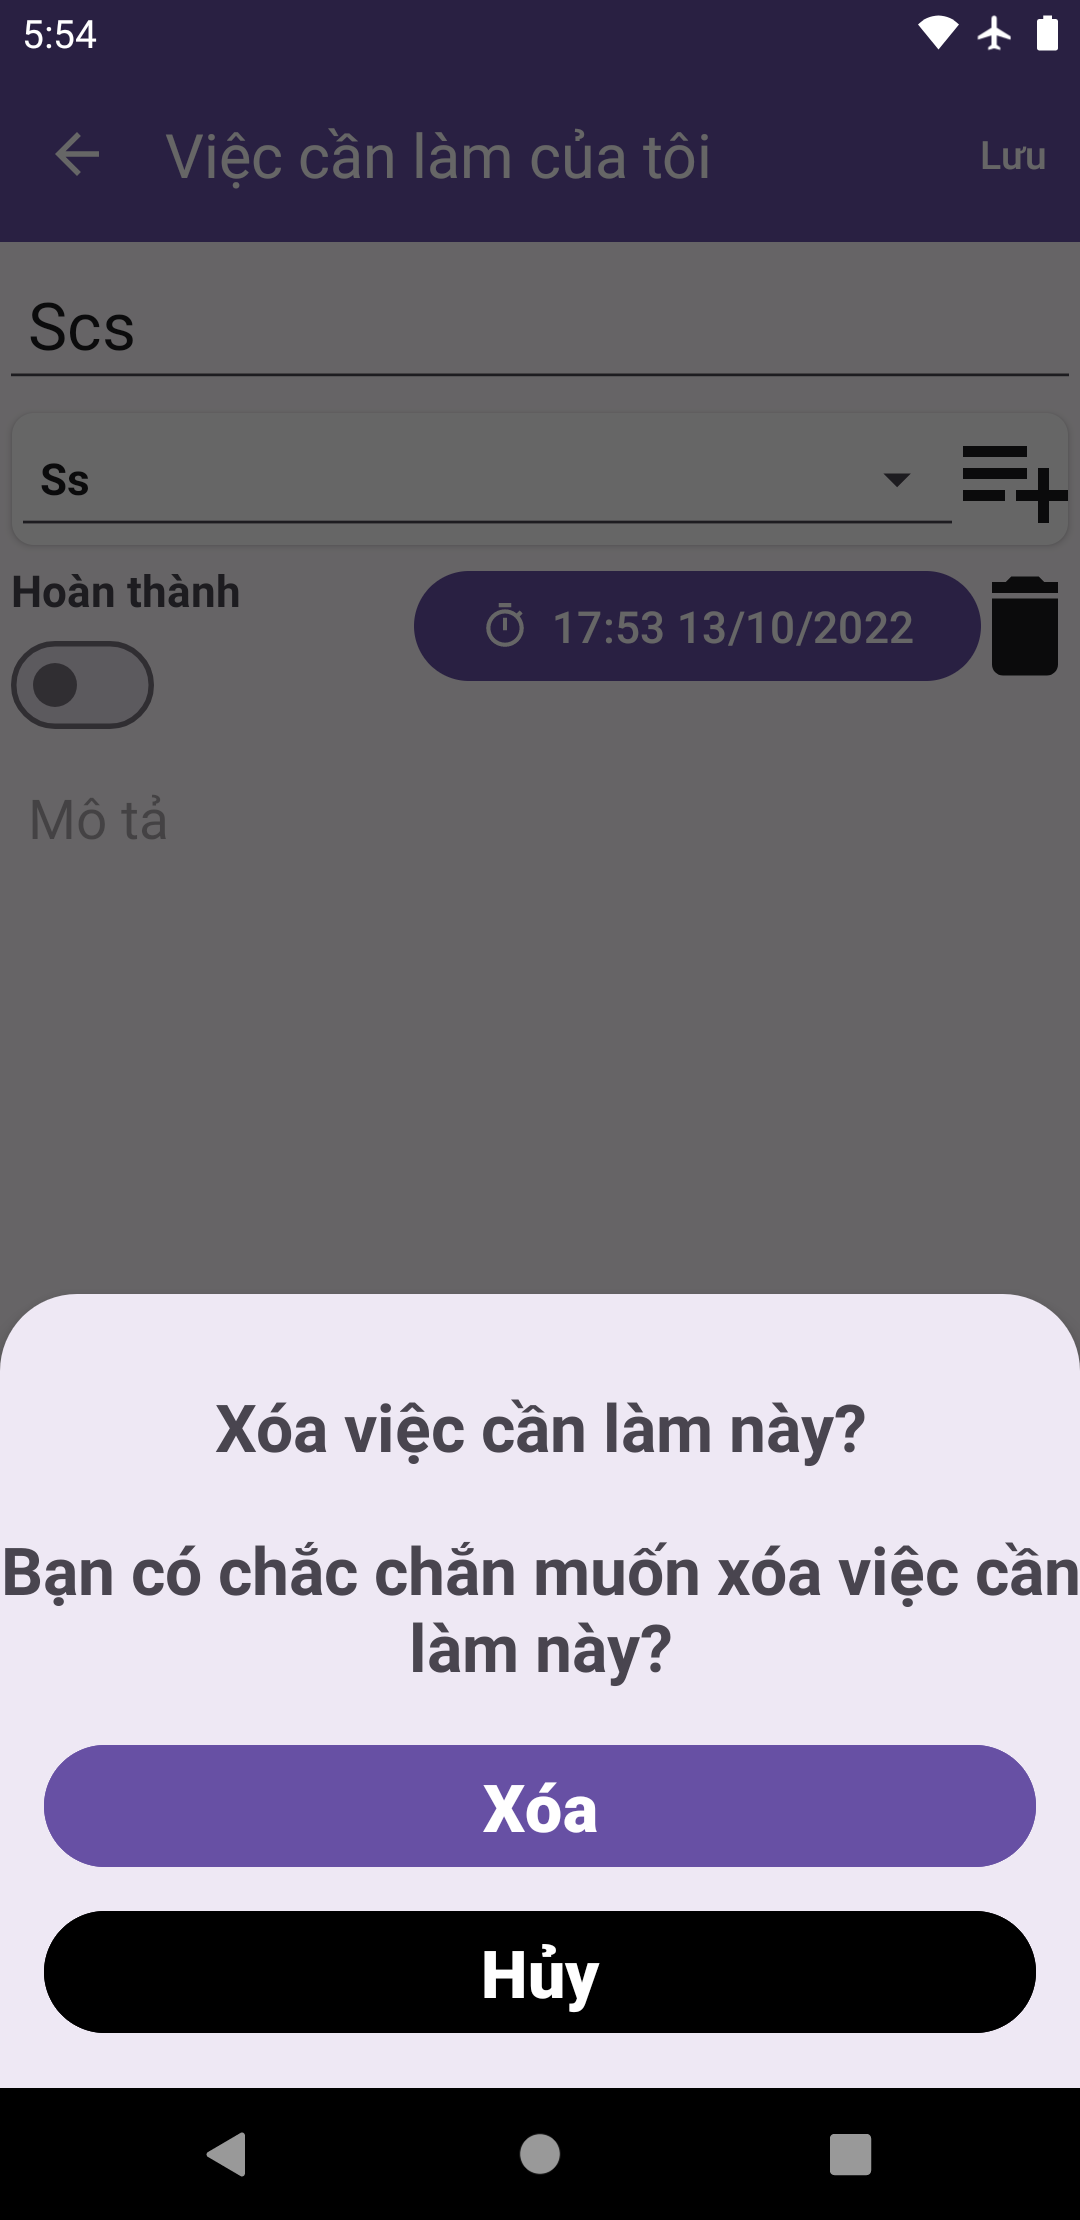 5:54
Việc cần làm của tôi
Lưu
Scs
Ss
Hoàn thành
17:53 13/10/2022
Mô tả
Xóa việc cần làm này?
Bạn có chắc chắn muốn xóa việc cần
làm này?
Xóa
Hủy